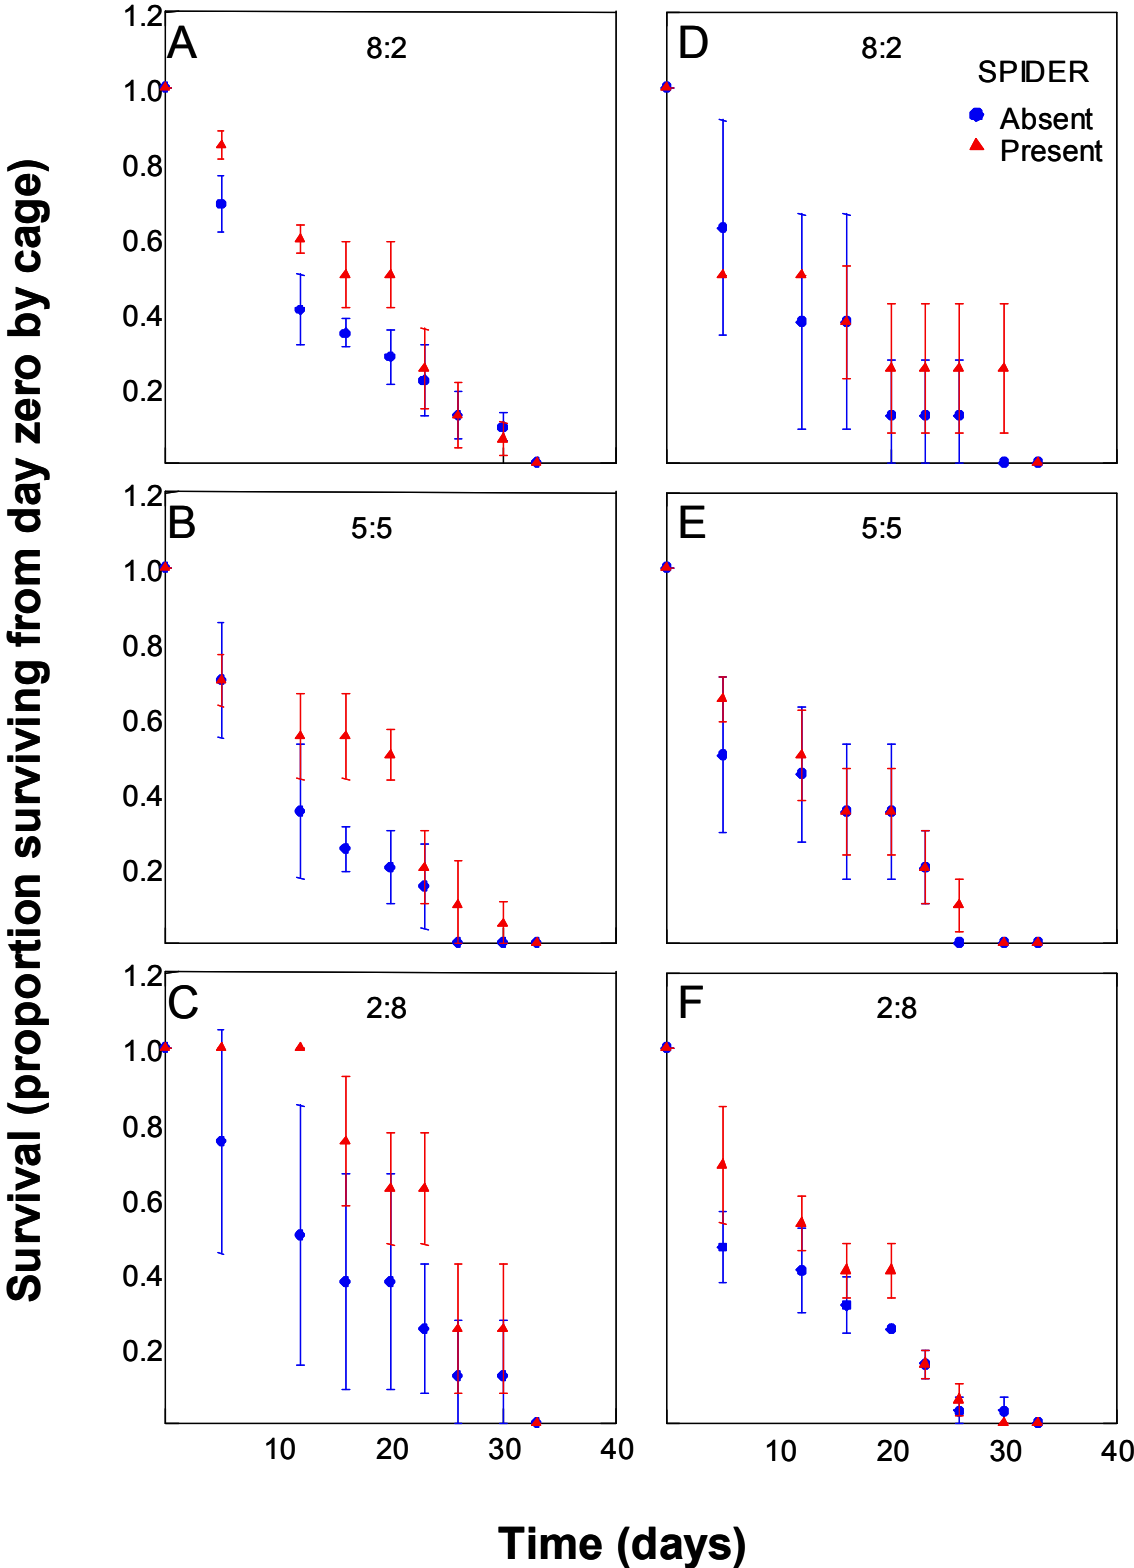 Survival (proportion surviving from day zero by cage)
A
8:2
1.2
1.0
0.8
0.6
0.4
0.2
D
8:2
SPIDER
Absent
Present
B
5:5
1.2
1.0
0.8
0.6
0.4
0.2
E
5:5
C
2:8
1.2
1.0
0.8
0.6
0.4
0.2
10 20 30 40
F
2:8
10 20 30 40
Time (days)